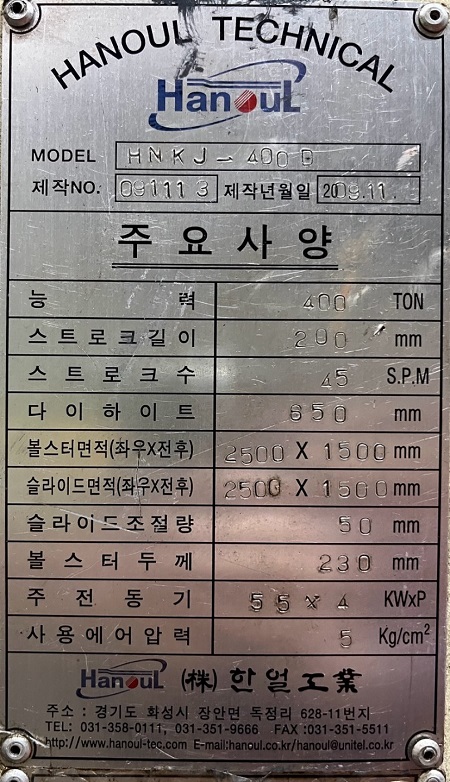 HANOUL TECHNICAL
HanouL
MODEL HNKJ-400D
제작NO. 091113 제작년월일 2009.11.
주요사양
능력 400 TON
스트로크길이 200 mm
스트로크수 45 S.P.M
다이하이트 650 mm
볼스터면적(좌우X전후) 2500 X 1500 mm
슬라이드면적(좌우X전후) 2500 X 1500 mm
슬라이드조절량 50 mm
볼스터두께 230 mm
주전동기 55 x 4 KWxP
사용에어압력 5 Kg/cm²
HanouL (株) 한얼工業
주소 : 경기도 화성시 장안면 독정리 628-11번지
TEL: 031-358-0111, 031-351-9666 FAX :031-351-5511
http://www.hanoul-tec.com E-mail:hanoul.co.kr/hanoul@unitel.co.kr